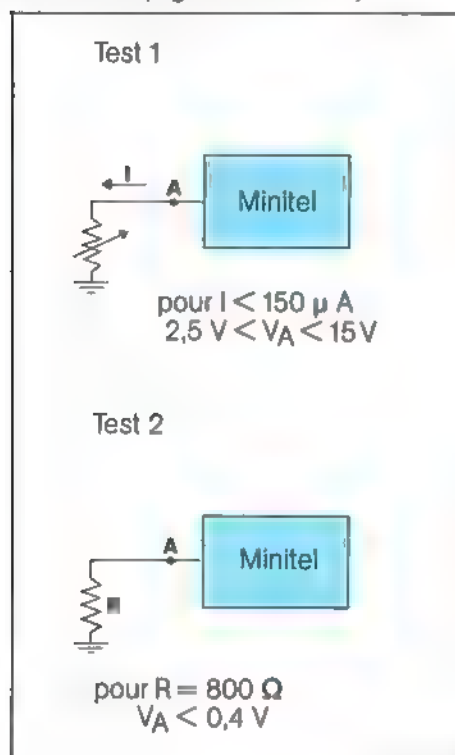 Test 1
I
A
Minitel
pour I < 150 µ A
2,5 V < VA < 15 V
Test 2
A
Minitel
pour R = 800 Ω
VA < 0,4 V